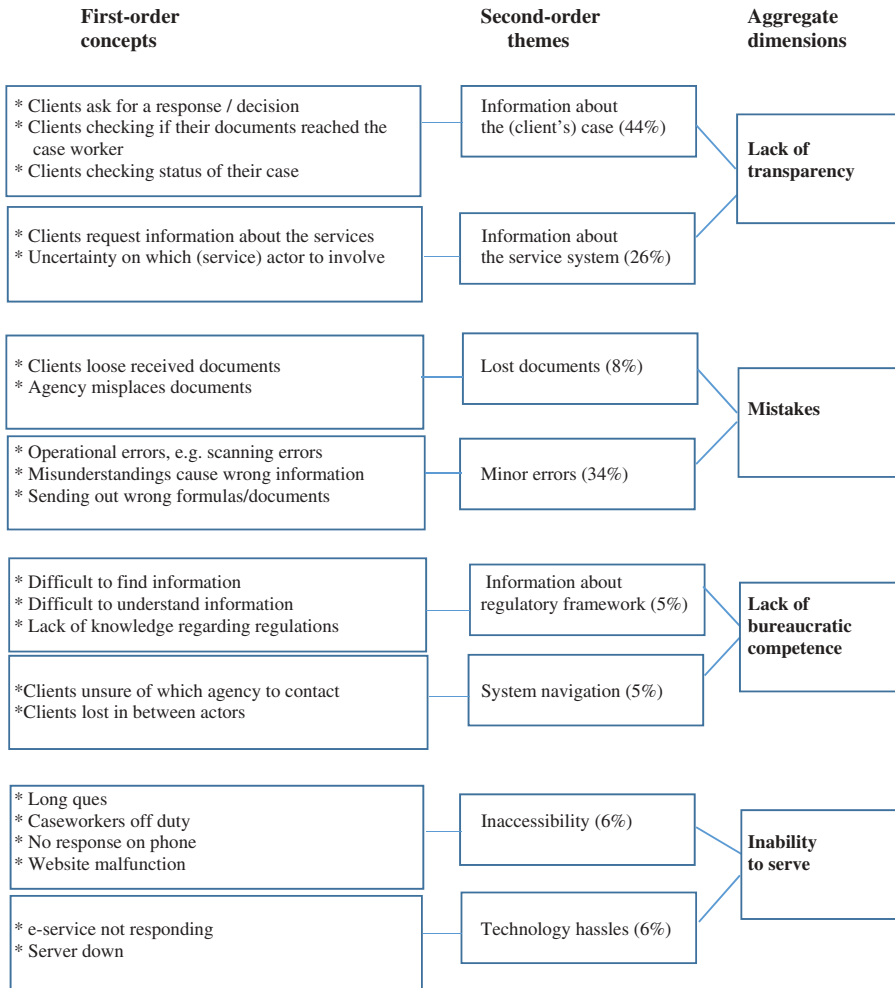 First-order
concepts
Second-order
themes
Aggregate
dimensions
* Clients ask for a response / decision
* Clients checking if their documents reached the
case worker
* Clients checking status of their case
Information about
the (client's) case (44%)
Lack of
transparency
* Clients request information about the services
* Uncertainty on which (service) actor to involve
Information about
the service system (26%)
* Clients loose received documents
* Agency misplaces documents
Lost documents (8%)
Mistakes
* Operational errors, e.g. scanning errors
* Misunderstandings cause wrong information
* Sending out wrong formulas/documents
Minor errors (34%)
* Difficult to find information
* Difficult to understand information
* Lack of knowledge regarding regulations
Information about
regulatory framework (5%)
Lack of
bureaucratic
competence
*Clients unsure of which agency to contact
*Clients lost in between actors
System navigation (5%)
* Long ques
* Caseworkers off duty
* No response on phone
* Website malfunction
Inaccessibility (6%)
Inability
to serve
* e-service not responding
* Server down
Technology hassles (6%)